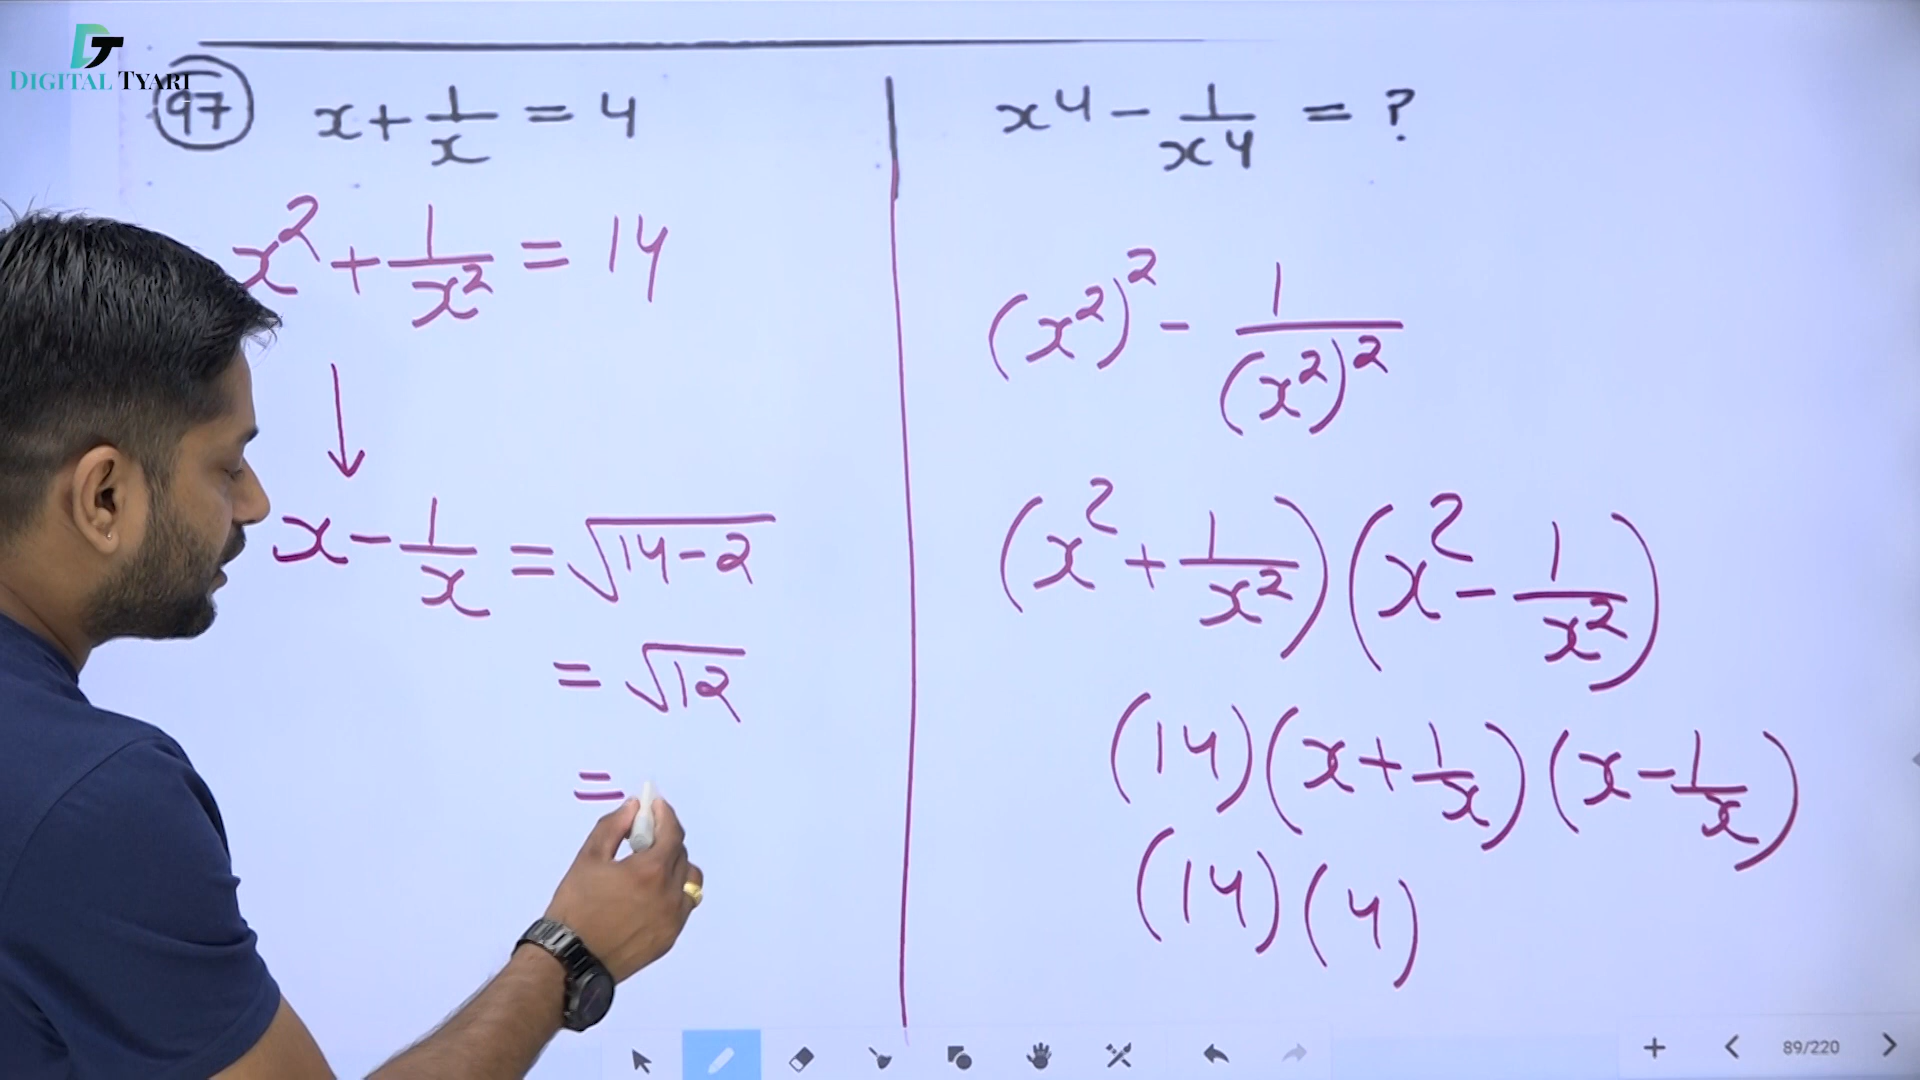 DT
DIGITAL TYARI
97 x + 1/x = 4
x² + 1/x² = 14
x - 1/x = √(14-2)
= √12
=
x4 - 1/x4 = ?
(x²)² - 1/(x²)²
(x² + 1/x²)(x² - 1/x²)
(14)(x + 1/x)(x - 1/x)
(14)(4)
89/220